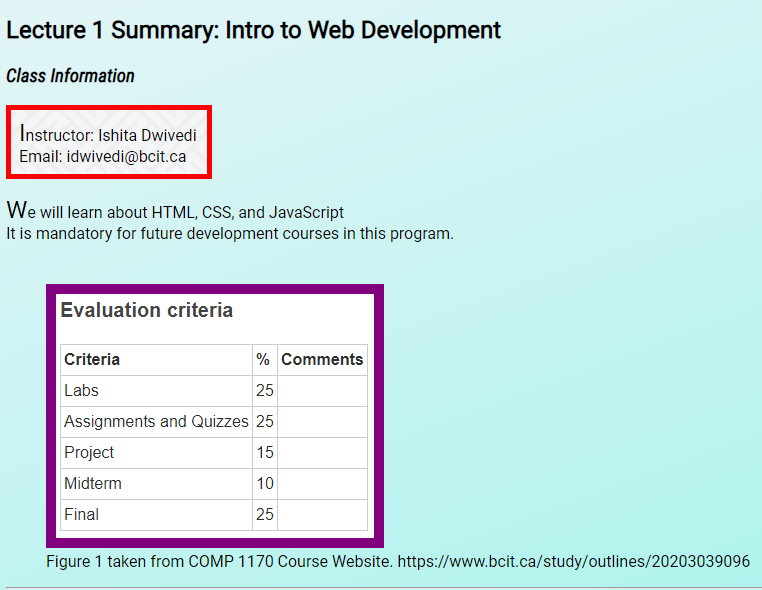 Lecture 1 Summary: Intro to Web Development
Class Information
Instructor: Ishita Dwivedi
Email: idwivedi@bcit.ca
We will learn about HTML, CSS, and JavaScript
It is mandatory for future development courses in this program.
Evaluation criteria
Criteria % Comments
Labs 25
Assignments and Quizzes 25
Project 15
Midterm 10
Final 25
Figure 1 taken from COMP 1170 Course Website. https://www.bcit.ca/study/outlines/20203039096